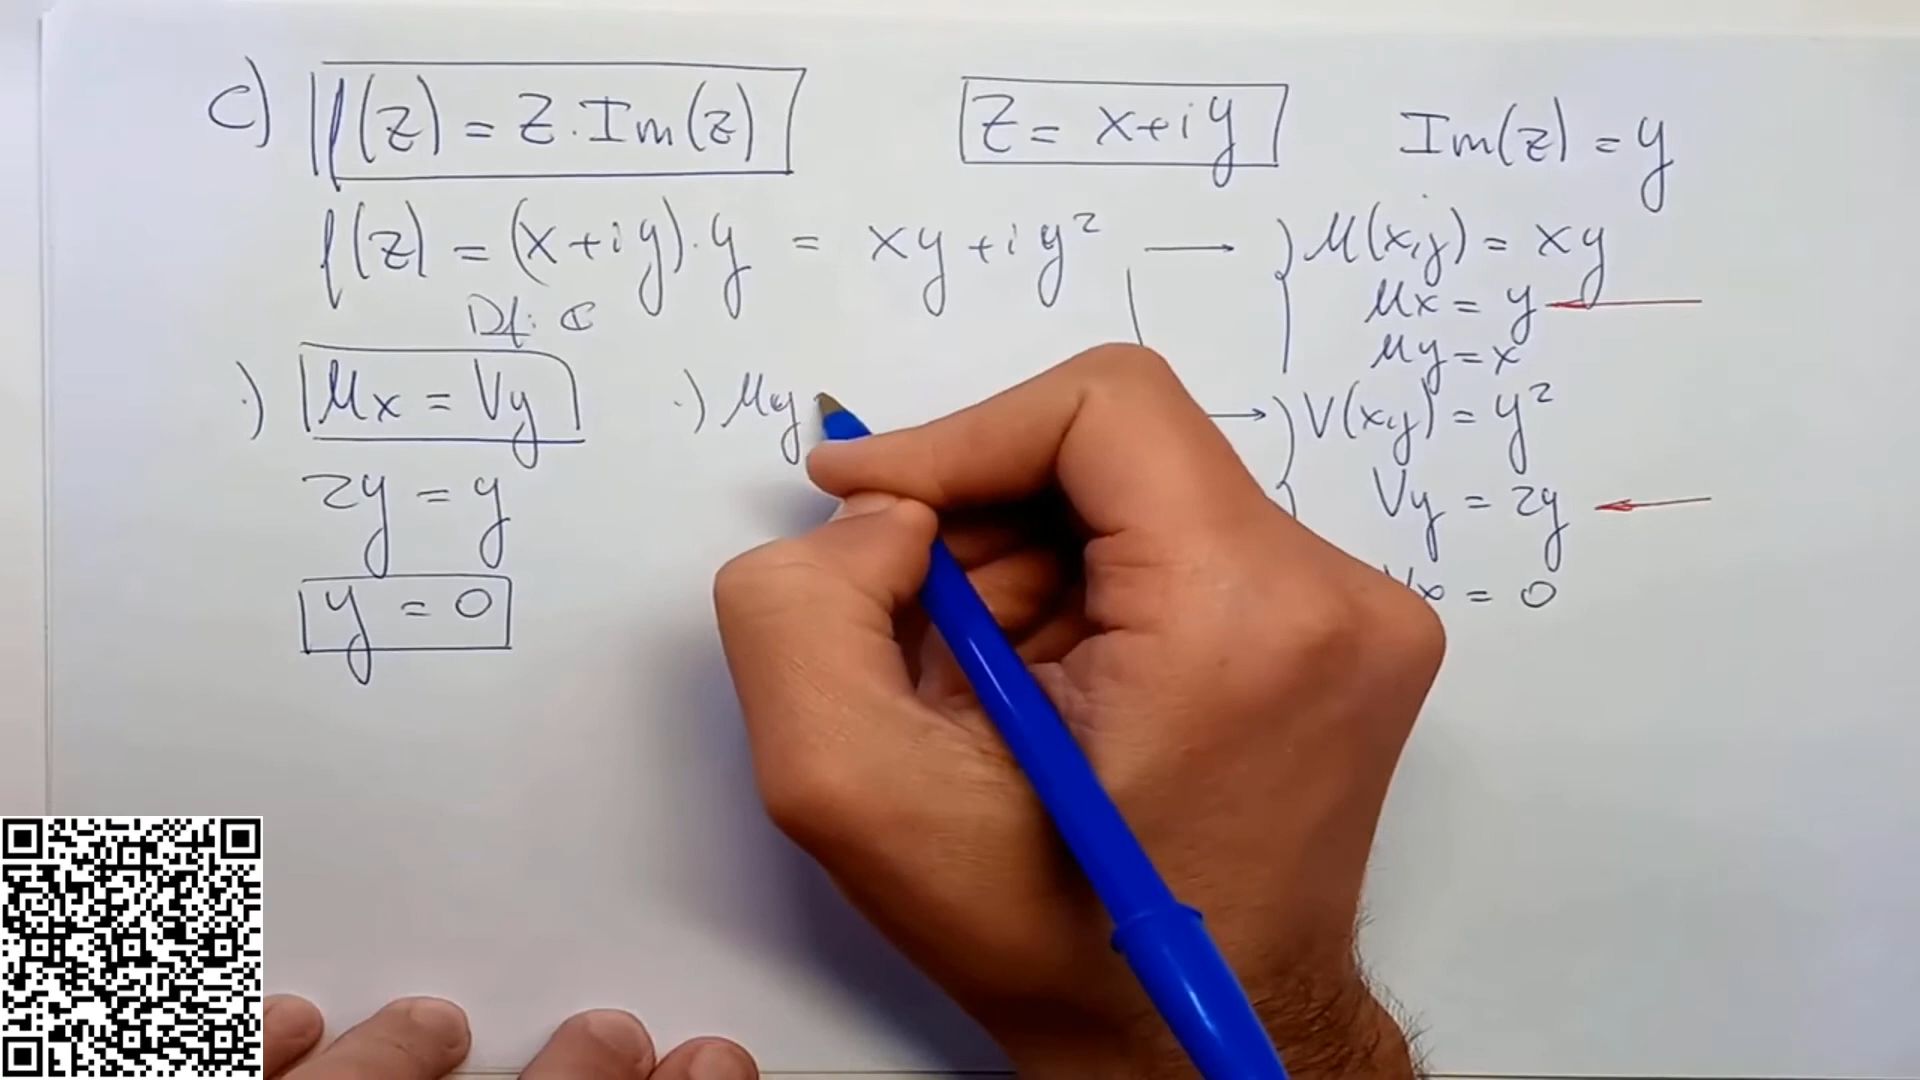 c) f(z) = z · Im(z)
z = x+iy
Im(z) = y
f(z) = (x+iy)·y = xy + iy² → u(x,y) = xy
Df: ℂ
ux = y
uy = x
·) ux = vy
·) uy
→ v(x,y) = y²
2y = y
vy = 2y
y = 0
vx = 0